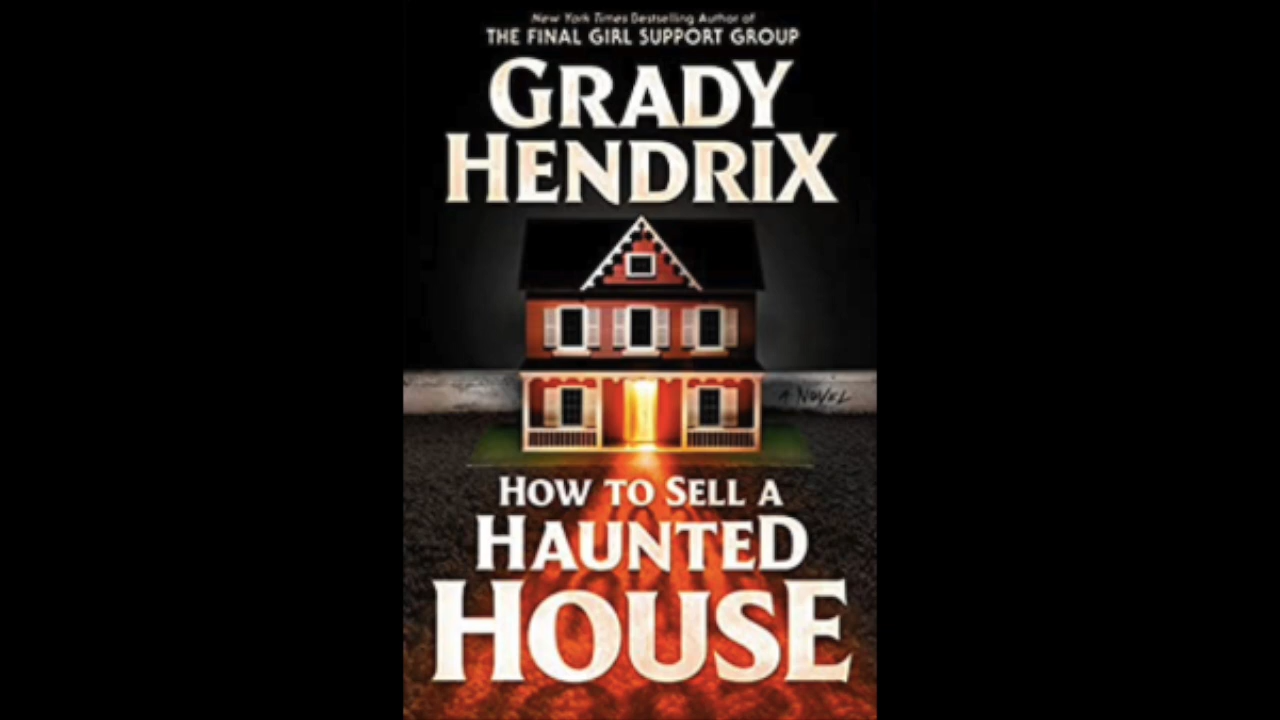 New York Times Bestselling Author of
THE FINAL GIRL SUPPORT GROUP
GRADY
HENDRIX
A NOVEL
HOW TO SELL A
HAUNTED
HOUSE